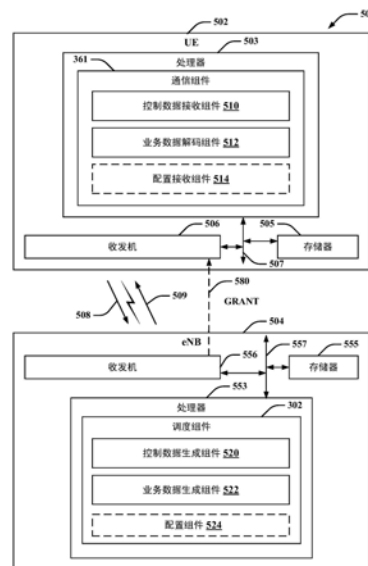 502
50
UE
503
处理器
361
通信组件
控制数据接收组件 510
业务数据解码组件 512
配置接收组件 514
506
505
收发机
存储器
507
509
580
508
GRANT
504
eNB
557
555
收发机
556
存储器
553
处理器
302
调度组件
控制数据生成组件 520
业务数据生成组件 522
配置组件 524